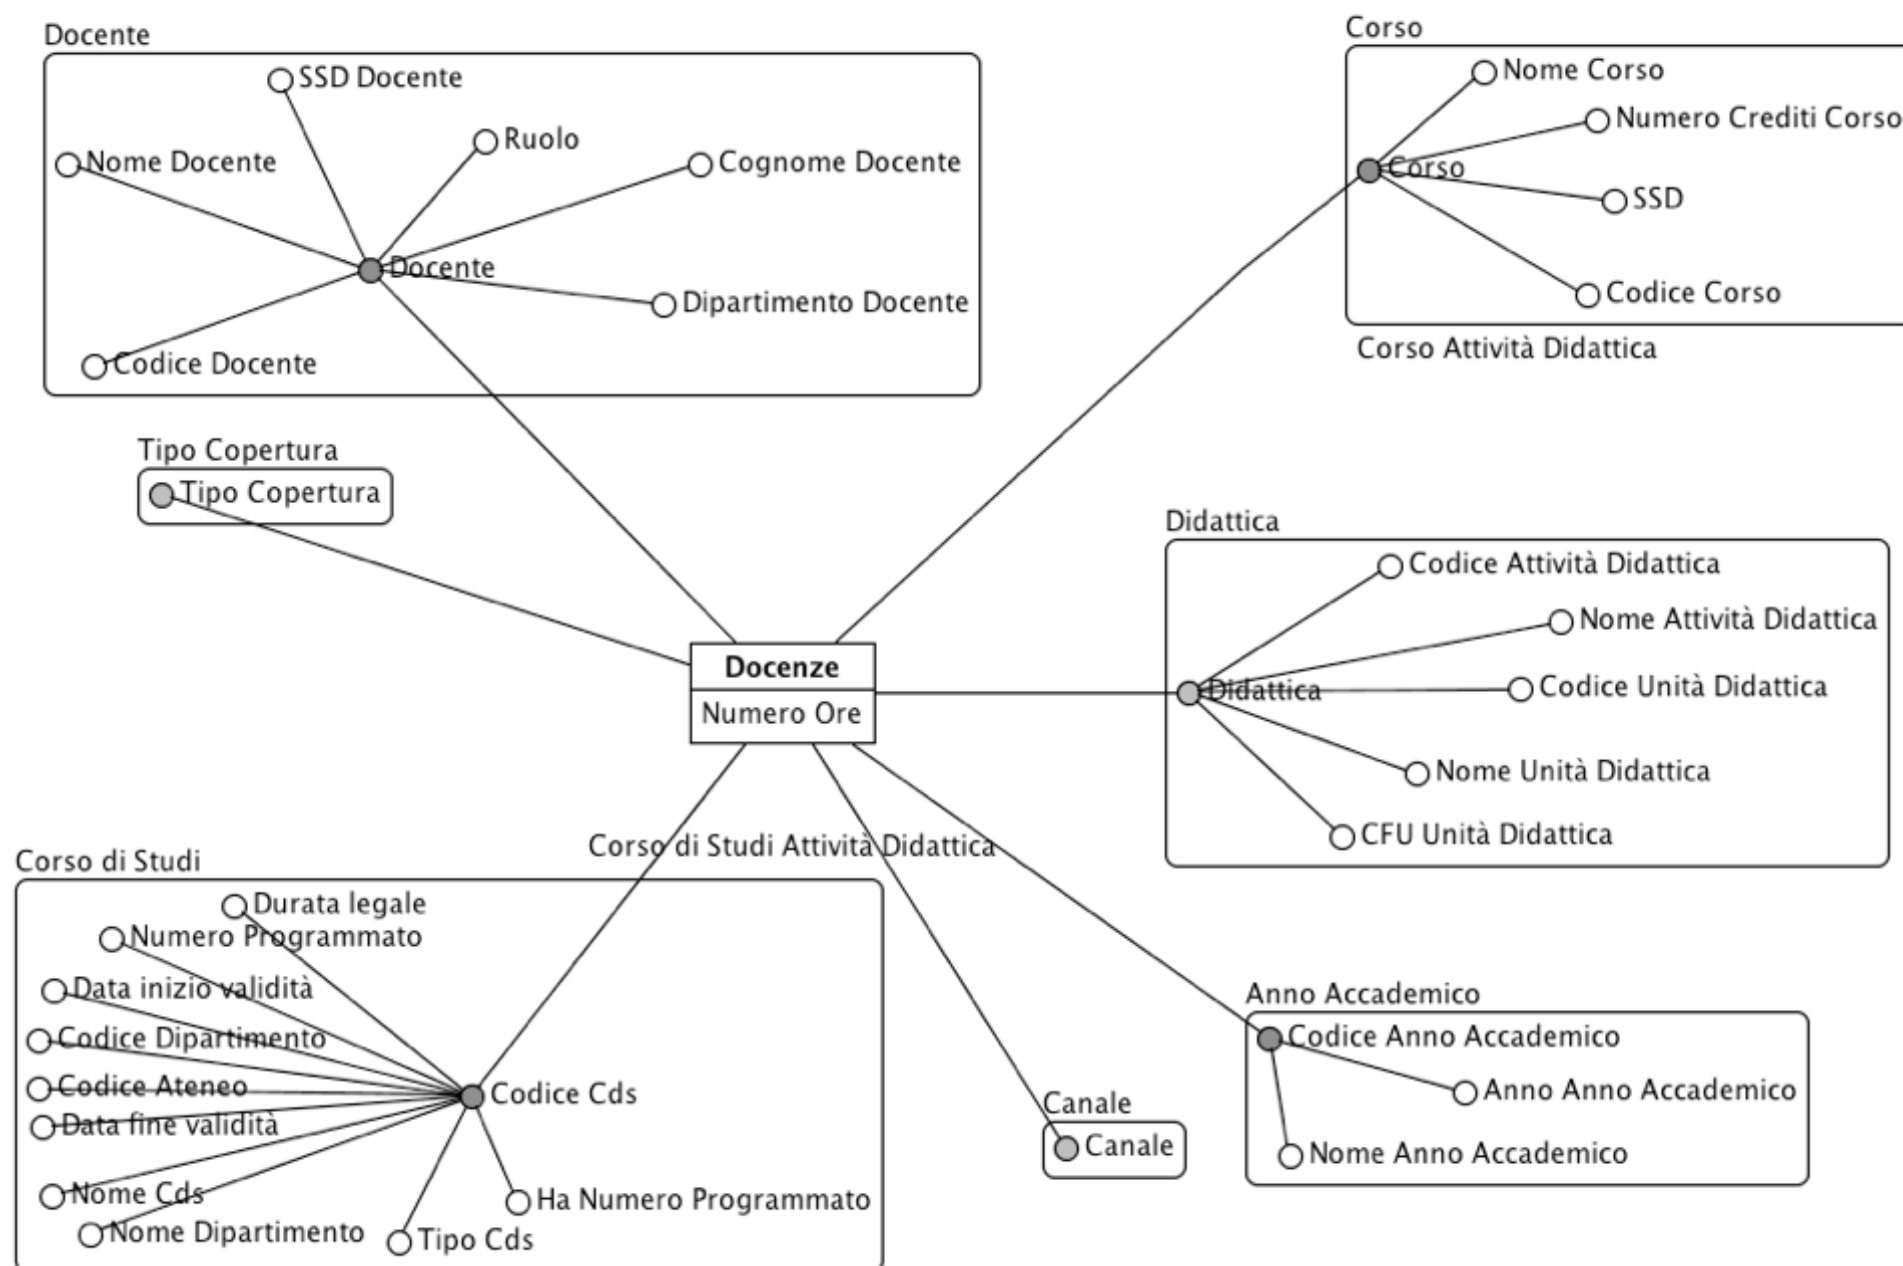 Docente
SSD Docente
Ruolo
Nome Docente
Cognome Docente
Docente
Dipartimento Docente
Codice Docente
Tipo Copertura
Tipo Copertura
Corso
Nome Corso
Numero Crediti Corso
Corso
SSD
Codice Corso
Corso Attività Didattica
Didattica
Codice Attività Didattica
Nome Attività Didattica
Didattica
Codice Unità Didattica
Nome Unità Didattica
CFU Unità Didattica
Docenze
Numero Ore
Corso di Studi Attività Didattica
Corso di Studi
Durata legale
Numero Programmato
Data inizio validità
Codice Dipartimento
Codice Ateneo
Codice Cds
Data fine validità
Nome Cds
Ha Numero Programmato
Nome Dipartimento
Tipo Cds
Canale
Canale
Anno Accademico
Codice Anno Accademico
Anno Anno Accademico
Nome Anno Accademico